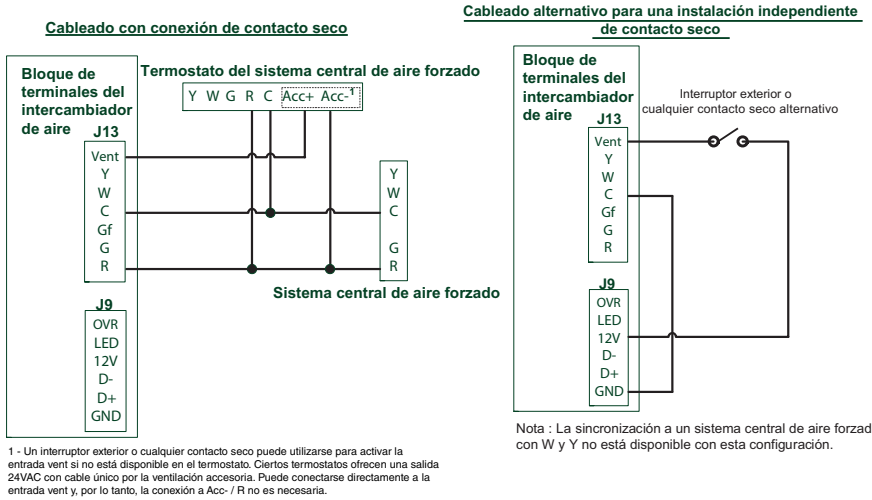 Cableado con conexión de contacto seco
Bloque de
terminales del
intercambiador
de aire
J13
Vent
Y
W
C
Gf
G
R
J9
OVR
LED
12V
D-
D+
GND
Termostato del sistema central de aire forzado
Y W G R C Acc+ Acc-1
Y
W
C
G
R
Sistema central de aire forzado
1 - Un interruptor exterior o cualquier contacto seco puede utilizarse para activar la
entrada vent si no está disponible en el termostato. Ciertos termostatos ofrecen una salida
24VAC con cable único por la ventilación accesoria. Puede conectarse directamente a la
entrada vent y, por lo tanto, la conexión a Acc- / R no es necesaria.
Cableado alternativo para una instalación independiente
de contacto seco
Bloque de
terminales del
intercambiador
de aire
J13
Vent
Y
W
C
Gf
G
R
J9
OVR
LED
12V
D-
D+
GND
Interruptor exterior o
cualquier contacto seco alternativo
Nota : La sincronización a un sistema central de aire forzad
con W y Y no está disponible con esta configuración.